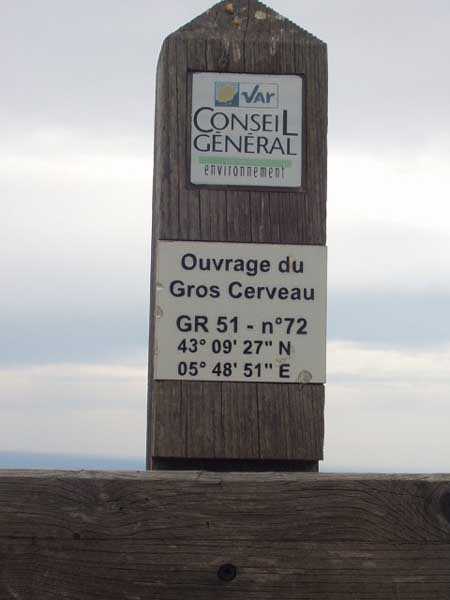 Var
ConseiL
GÉNÉRAL
environnement
Ouvrage du
Gros Cerveau
GR 51 - n°72
43° 09' 27" N
05° 48' 51" E